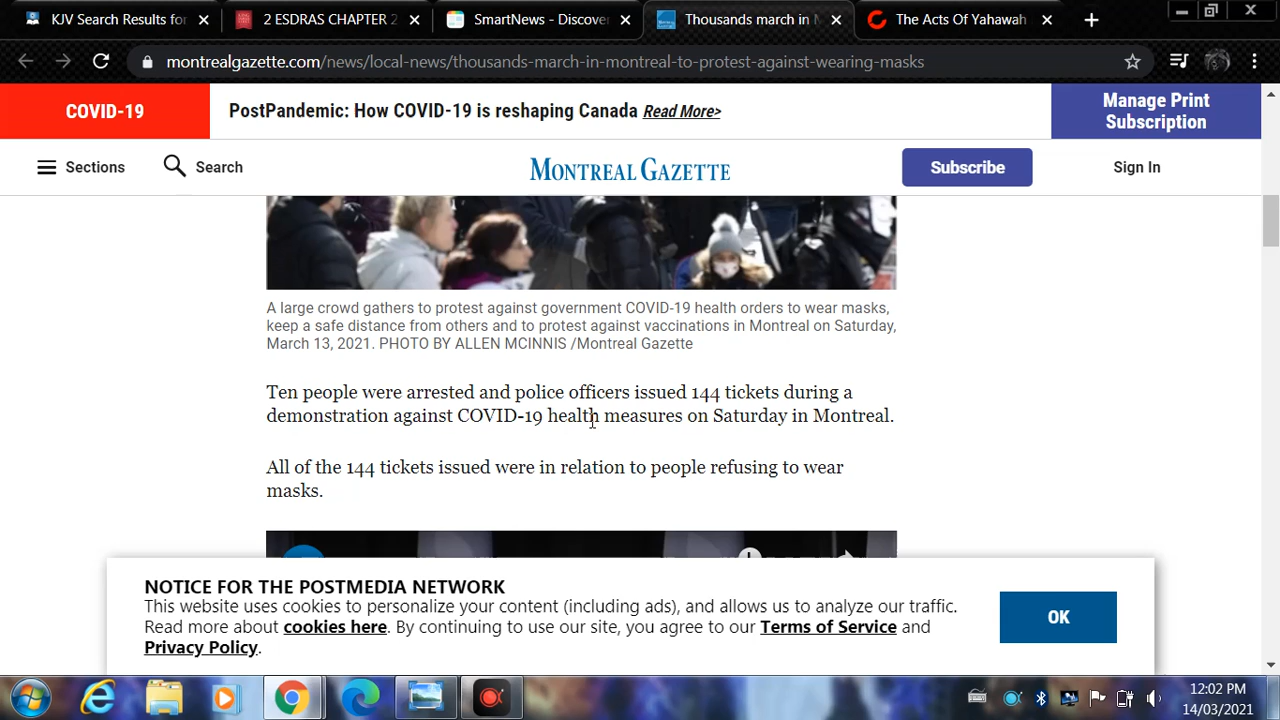 KJV Search Results for
2 ESDRAS CHAPTER 2
SmartNews - Discover
Thousands march in M
The Acts Of Yahawah
montrealgazette.com/news/local-news/thousands-march-in-montreal-to-protest-against-wearing-masks
COVID-19
PostPandemic: How COVID-19 is reshaping Canada Read More>
Manage Print
Subscription
Sections
Search
MONTREAL GAZETTE
Subscribe
Sign In
A large crowd gathers to protest against government COVID-19 health orders to wear masks,
keep a safe distance from others and to protest against vaccinations in Montreal on Saturday,
March 13, 2021. PHOTO BY ALLEN MCINNIS /Montreal Gazette
Ten people were arrested and police officers issued 144 tickets during a
demonstration against COVID-19 health measures on Saturday in Montreal.
All of the 144 tickets issued were in relation to people refusing to wear
masks.
NOTICE FOR THE POSTMEDIA NETWORK
This website uses cookies to personalize your content (including ads), and allows us to analyze our traffic.
Read more about cookies here. By continuing to use our site, you agree to our Terms of Service and
Privacy Policy.
OK
12:02 PM
14/03/2021